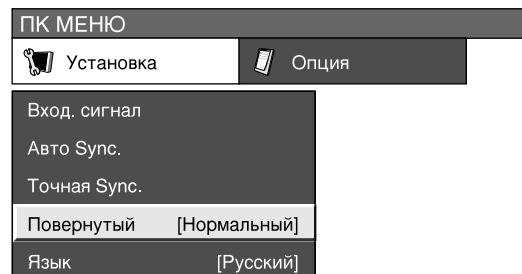 ПК МЕНЮ
Установка Опция
Вход. сигнал
Авто Sync.
Точная Sync.
Повернутый [Нормальный]
Язык [Русский]